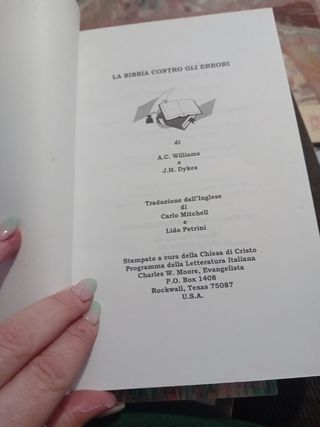 LA BIBBIA CONTRO GLI ERRORI
di
A.C. Williams
e
J.H. Dykes
Traduzione dall'Inglese
di
Carlo Mitchell
e
Lido Petrini
Stampato a cura della Chiesa di Cristo
Programma della Letteratura Italiana
Charles W. Moore, Evangelista
P.O. Box 1408
Rockwall, Texas 75087
U.S.A.